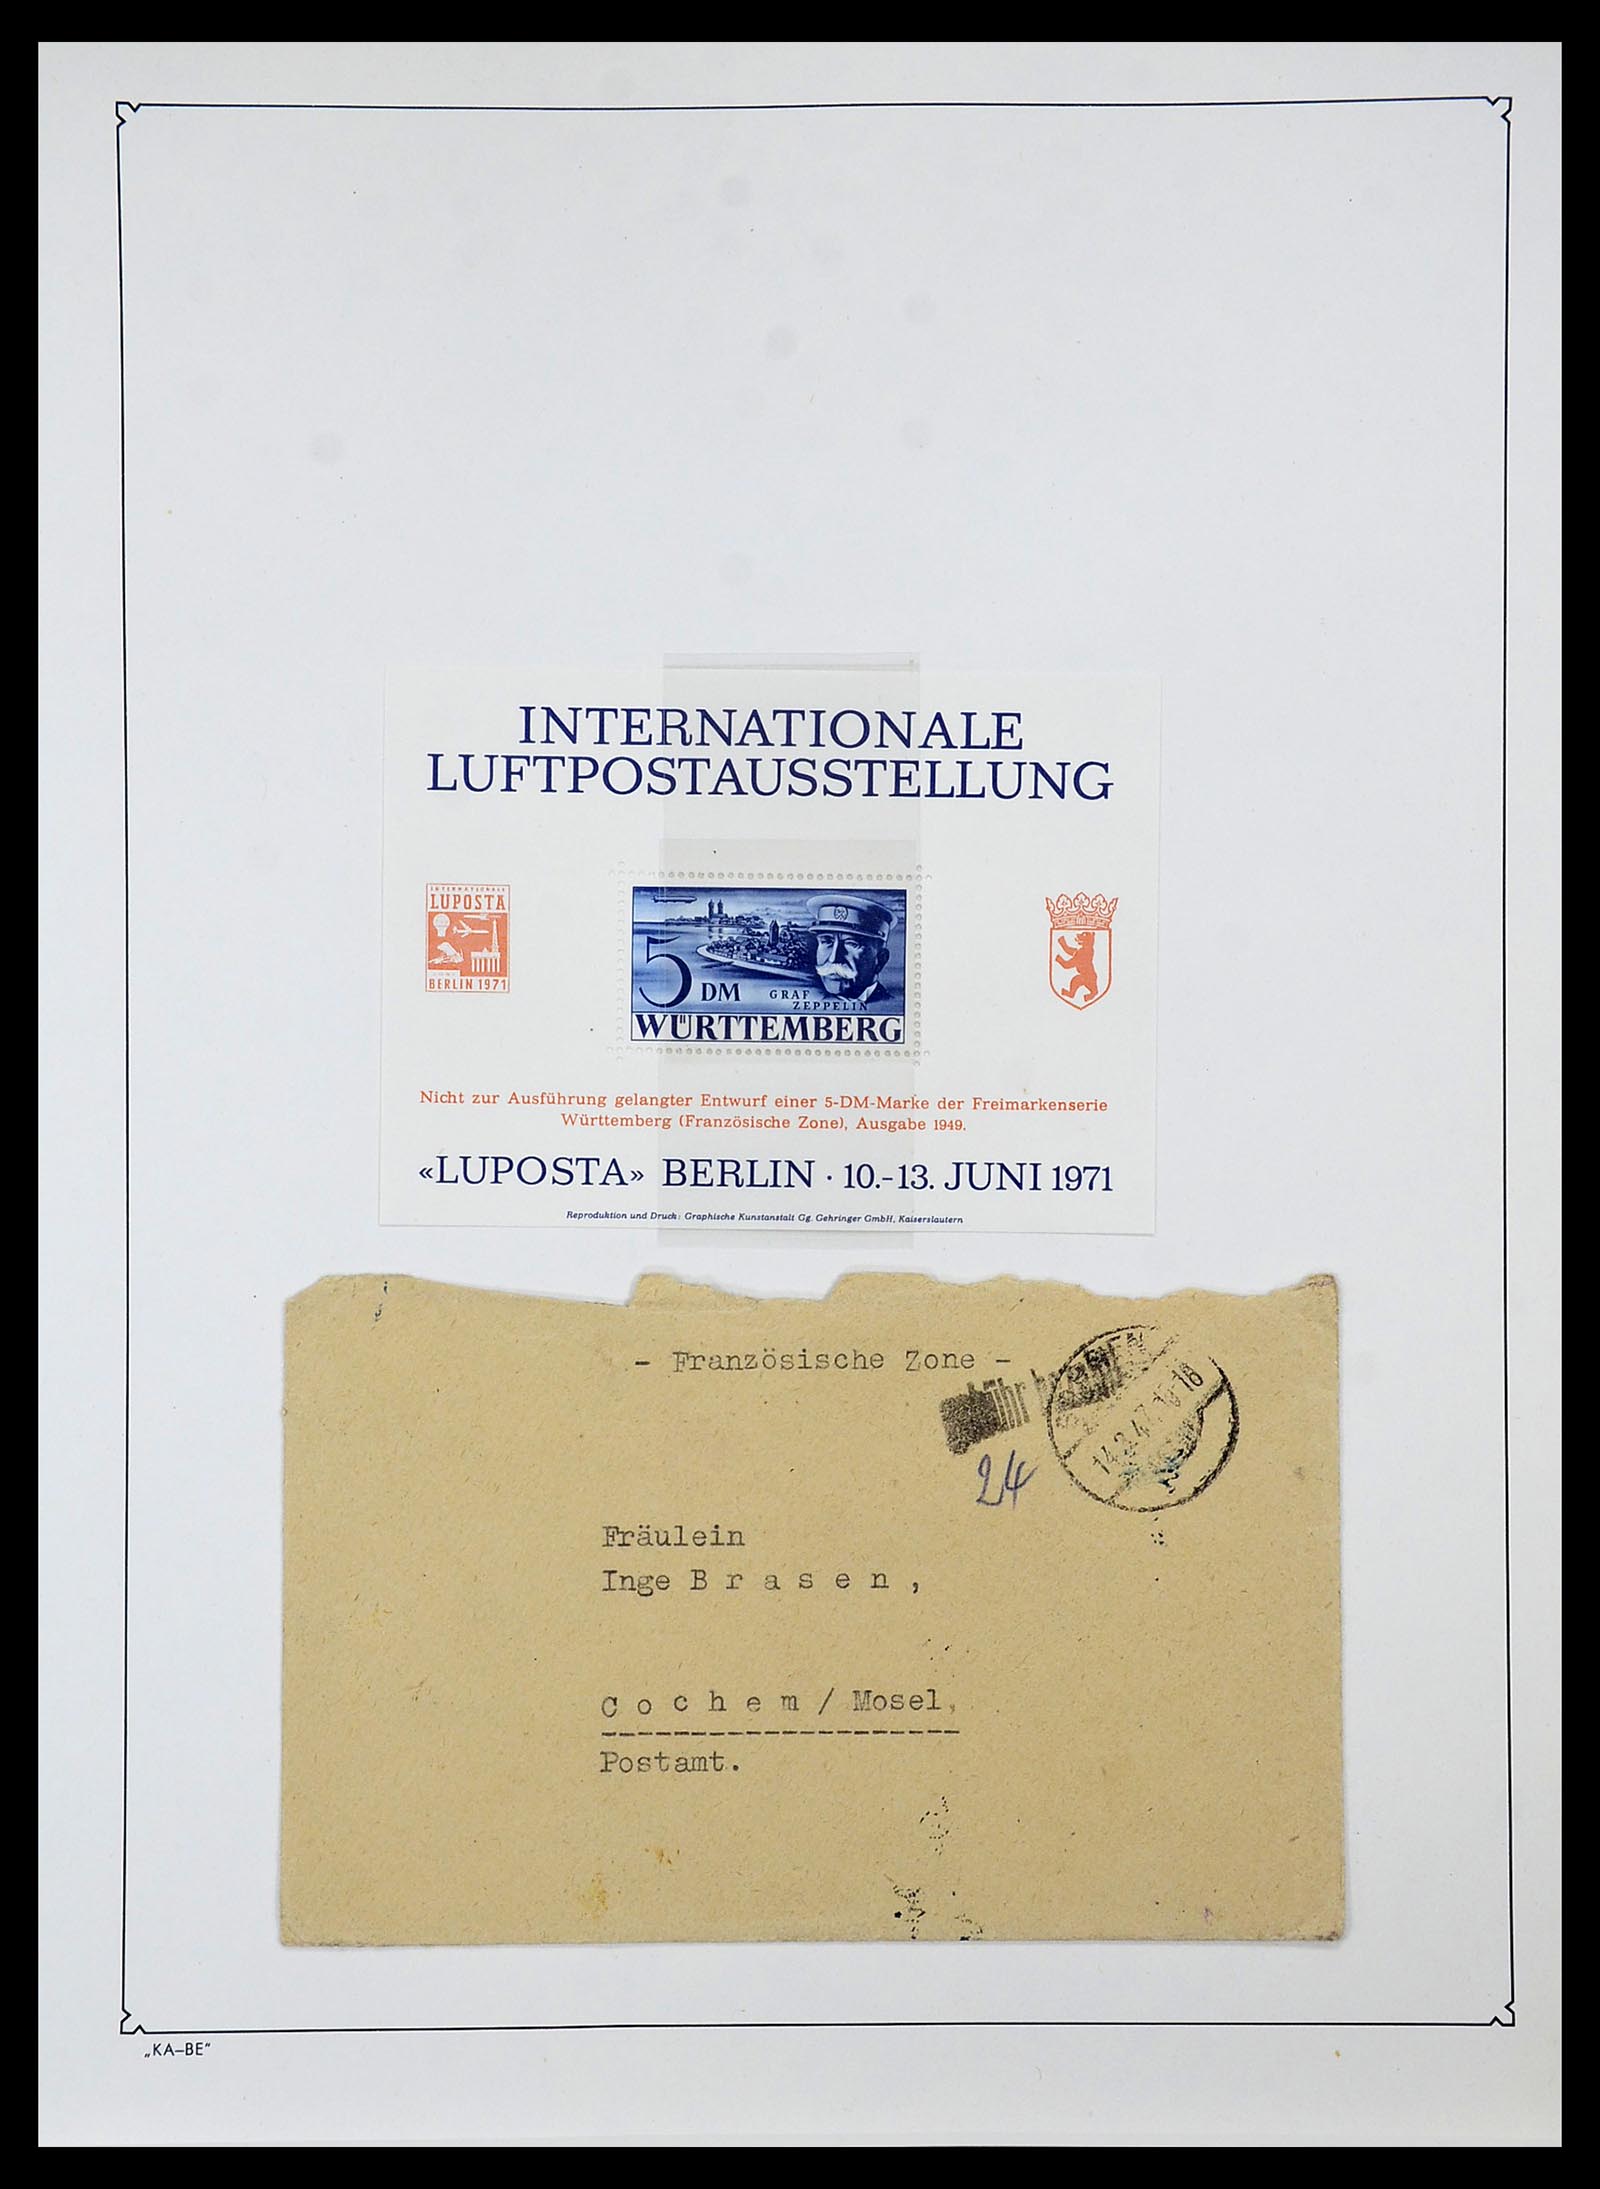 INTERNATIONALE
LUFTPOSTAUSSTELLUNG
INTERNATIONALE
LUPOSTA
BERLIN 1971
5 DM
GRAF
ZEPPELIN
WÜRTTEMBERG
Nicht zur Ausführung gelangter Entwurf einer 5-DM-Marke der Freimarkenserie
Württemberg (Französische Zone), Ausgabe 1949.
«LUPOSTA» BERLIN · 10.-13. JUNI 1971
Reproduktion und Druck: Graphische Kunstanstalt Gg. Gehringer GmbH, Kaiserslautern
- Französische Zone -
24
Fräulein
Inge B r a s e n ,
C o c h e m / Mosel,
Postamt.
„KA–BE“